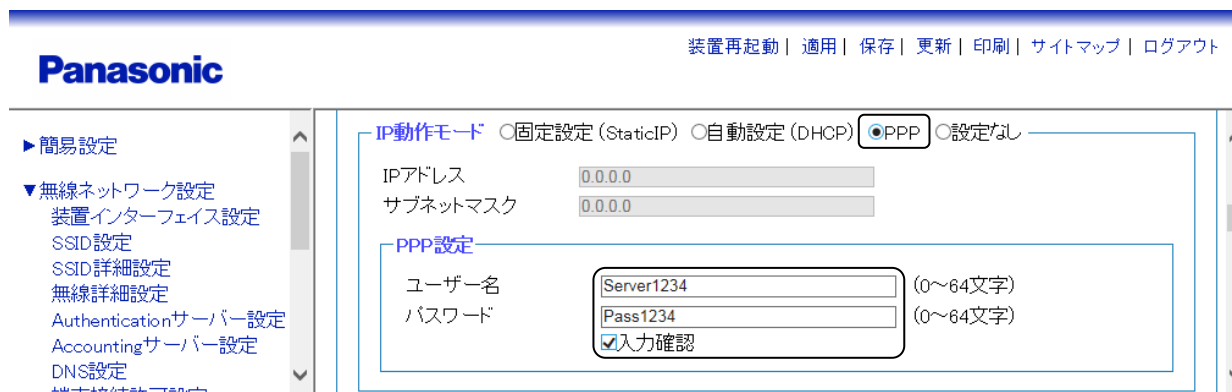 装置再起動 | 適用 | 保存 | 更新 | 印刷 | サイトマップ | ログアウト
Panasonic
▶簡易設定
▼無線ネットワーク設定
装置インターフェイス設定
SSID設定
SSID詳細設定
無線詳細設定
Authenticationサーバー設定
Accountingサーバー設定
DNS設定
IP動作モード ○固定設定(StaticIP) ○自動設定(DHCP) ◉PPP ○設定なし
IPアドレス 0.0.0.0
サブネットマスク 0.0.0.0
PPP設定
ユーザー名 Server1234 (0～64文字)
パスワード Pass1234 (0～64文字)
☑入力確認